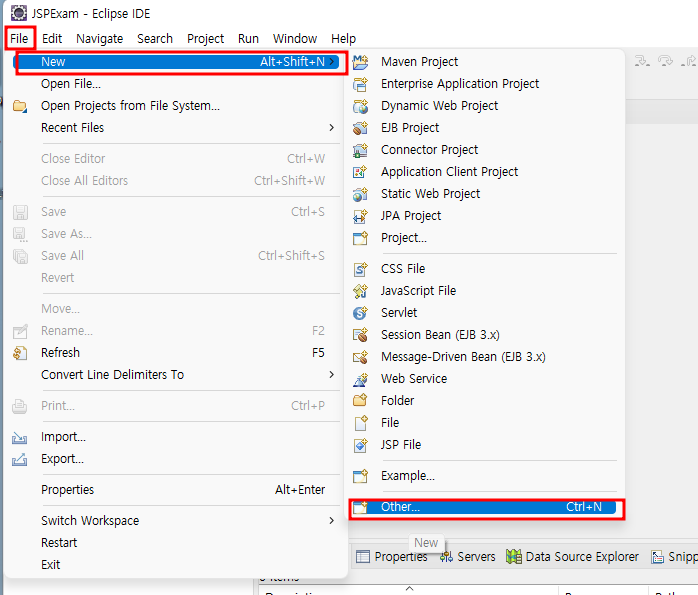 JSPExam - Eclipse IDE
File Edit Navigate Search Project Run Window Help
New Alt+Shift+N
Open File...
Open Projects from File System...
Recent Files
Close Editor Ctrl+W
Close All Editors Ctrl+Shift+W
Save Ctrl+S
Save As...
Save All Ctrl+Shift+S
Revert
Move...
Rename... F2
Refresh F5
Convert Line Delimiters To
Print... Ctrl+P
Import...
Export...
Properties Alt+Enter
Switch Workspace
Restart
Exit
Maven Project
Enterprise Application Project
Dynamic Web Project
EJB Project
Connector Project
Application Client Project
Static Web Project
JPA Project
Project...
CSS File
JavaScript File
Servlet
Session Bean (EJB 3.x)
Message-Driven Bean (EJB 3.x)
Web Service
Folder
File
JSP File
Example...
Other... Ctrl+N
New
Properties Servers Data Source Explorer Snipp